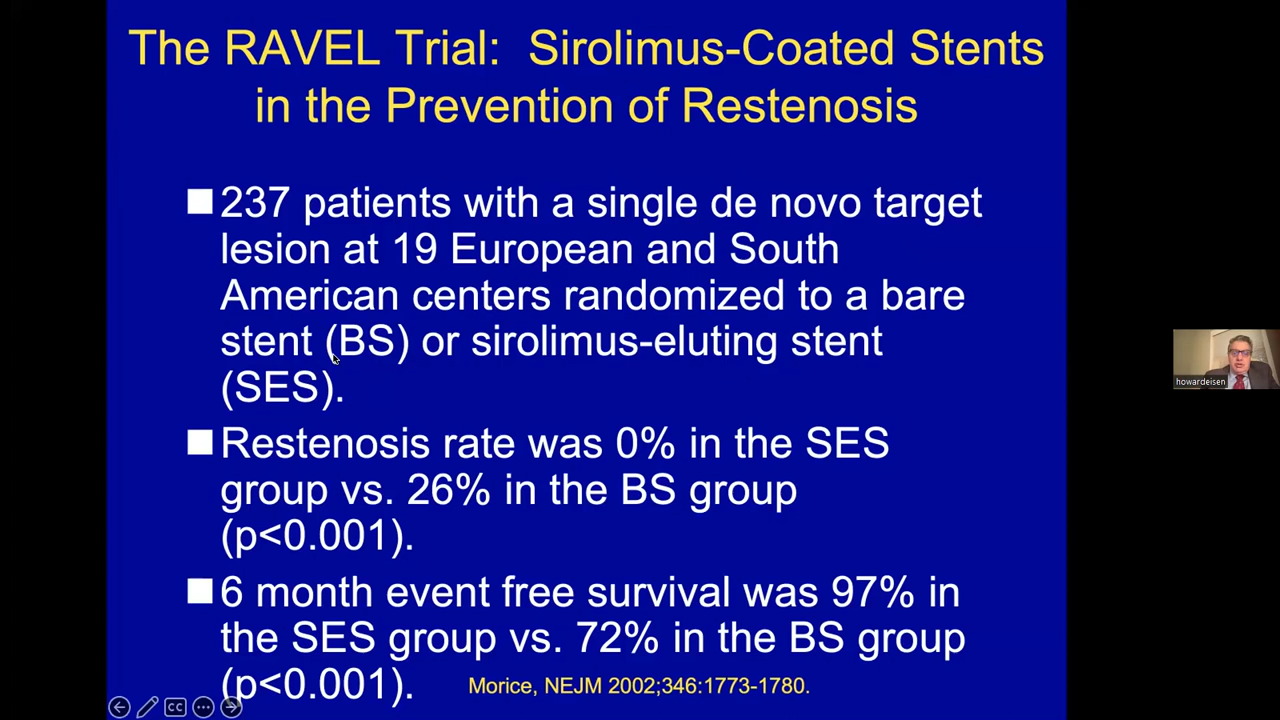 The RAVEL Trial: Sirolimus-Coated Stents
in the Prevention of Restenosis
237 patients with a single de novo target
lesion at 19 European and South
American centers randomized to a bare
stent (BS) or sirolimus-eluting stent
(SES).
Restenosis rate was 0% in the SES
group vs. 26% in the BS group
(p<0.001).
6 month event free survival was 97% in
the SES group vs. 72% in the BS group
(p<0.001).
Morice, NEJM 2002;346:1773-1780.
CC
howardeisen